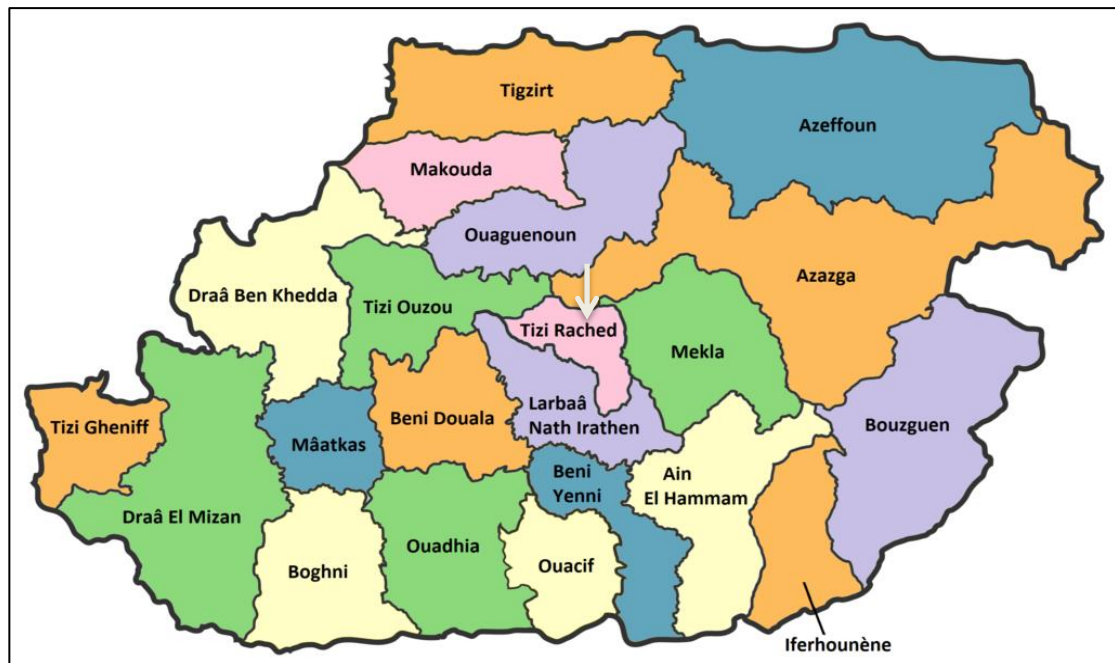 Tigzirt
Azeffoun
Makouda
Ouaguenoun
Azazga
Draâ Ben Khedda
Tizi Ouzou
Tizi Rached
Mekla
Larbaâ
Nath Irathen
Beni Douala
Bouzguen
Tizi Gheniff
Mâatkas
Beni
Yenni
Ain
El Hammam
Draâ El Mizan
Ouadhia
Ouacif
Boghni
Iferhounène